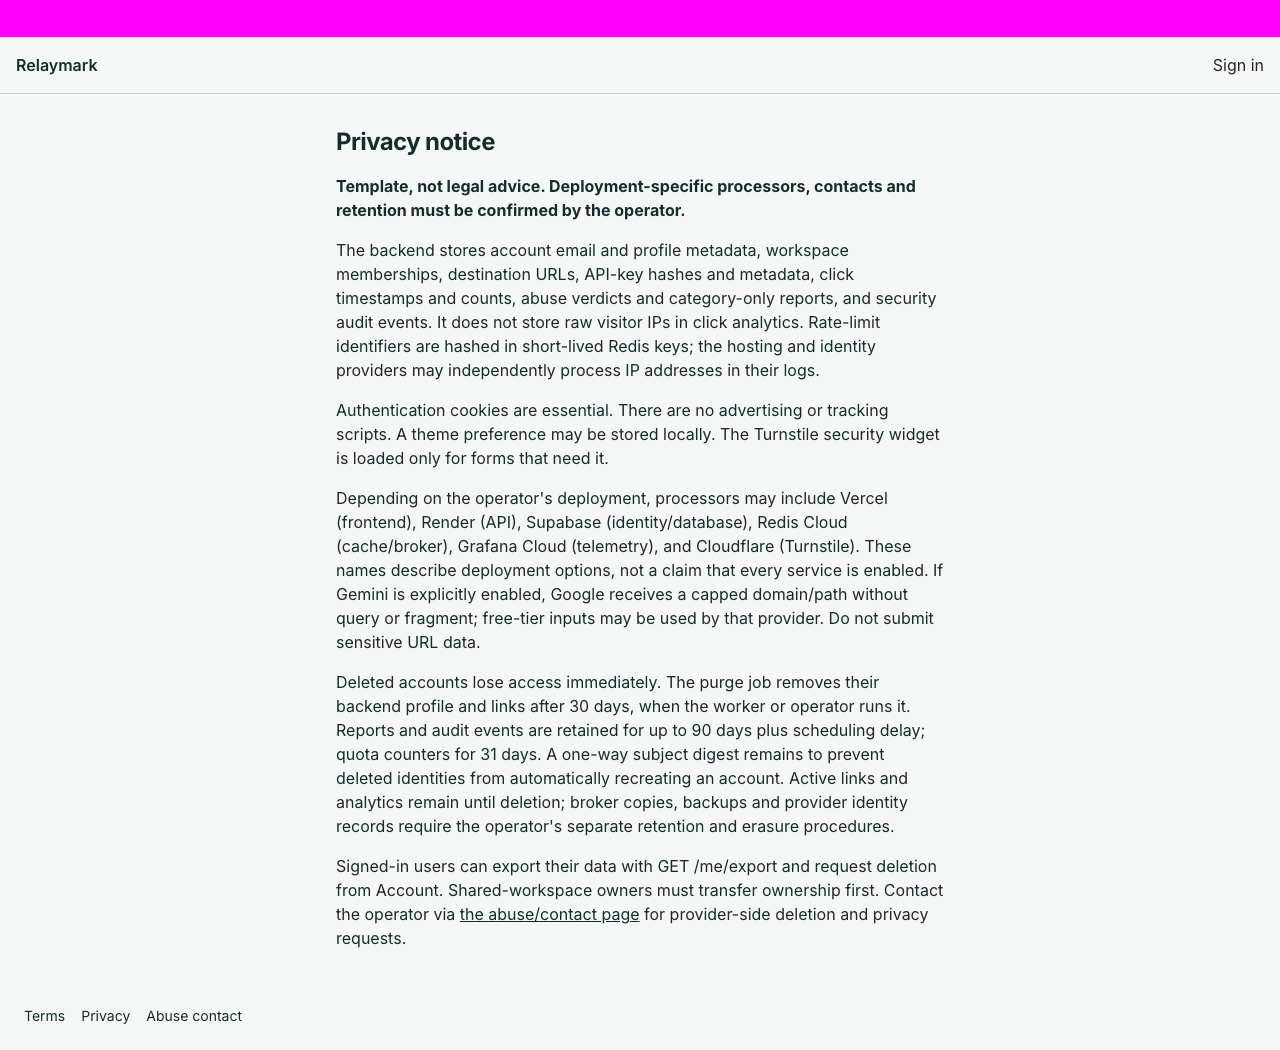 Relaymark
Sign in
Privacy notice
Template, not legal advice. Deployment-specific processors, contacts and
retention must be confirmed by the operator.
The backend stores account email and profile metadata, workspace
memberships, destination URLs, API-key hashes and metadata, click
timestamps and counts, abuse verdicts and category-only reports, and security
audit events. It does not store raw visitor IPs in click analytics. Rate-limit
identifiers are hashed in short-lived Redis keys; the hosting and identity
providers may independently process IP addresses in their logs.
Authentication cookies are essential. There are no advertising or tracking
scripts. A theme preference may be stored locally. The Turnstile security widget
is loaded only for forms that need it.
Depending on the operator's deployment, processors may include Vercel
(frontend), Render (API), Supabase (identity/database), Redis Cloud
(cache/broker), Grafana Cloud (telemetry), and Cloudflare (Turnstile). These
names describe deployment options, not a claim that every service is enabled. If
Gemini is explicitly enabled, Google receives a capped domain/path without
query or fragment; free-tier inputs may be used by that provider. Do not submit
sensitive URL data.
Deleted accounts lose access immediately. The purge job removes their
backend profile and links after 30 days, when the worker or operator runs it.
Reports and audit events are retained for up to 90 days plus scheduling delay;
quota counters for 31 days. A one-way subject digest remains to prevent
deleted identities from automatically recreating an account. Active links and
analytics remain until deletion; broker copies, backups and provider identity
records require the operator's separate retention and erasure procedures.
Signed-in users can export their data with GET /me/export and request deletion
from Account. Shared-workspace owners must transfer ownership first. Contact
the operator via the abuse/contact page for provider-side deletion and privacy
requests.
Terms Privacy Abuse contact